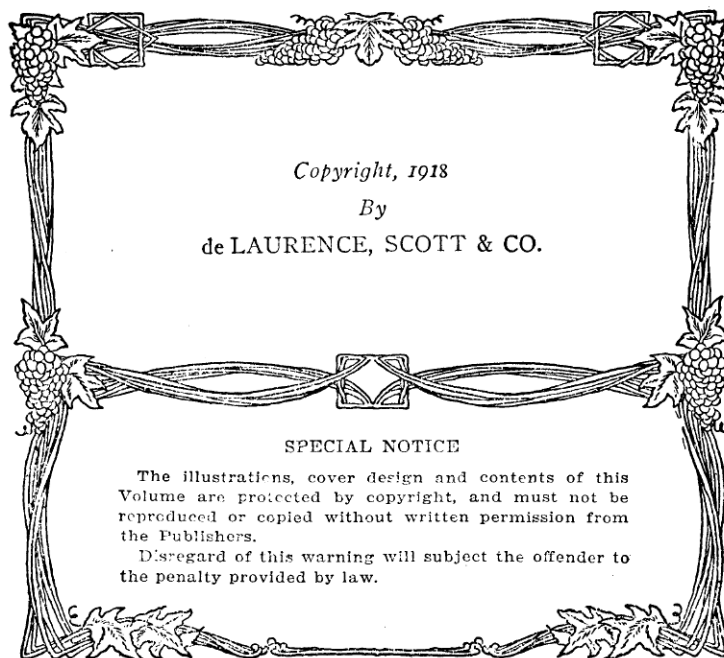 Copyright, 1918
By
de LAURENCE, SCOTT & CO.
SPECIAL NOTICE
The illustrations, cover design and contents of this
Volume are protected by copyright, and must not be
reproduced or copied without written permission from
the Publishers.
Disregard of this warning will subject the offender to
the penalty provided by law.